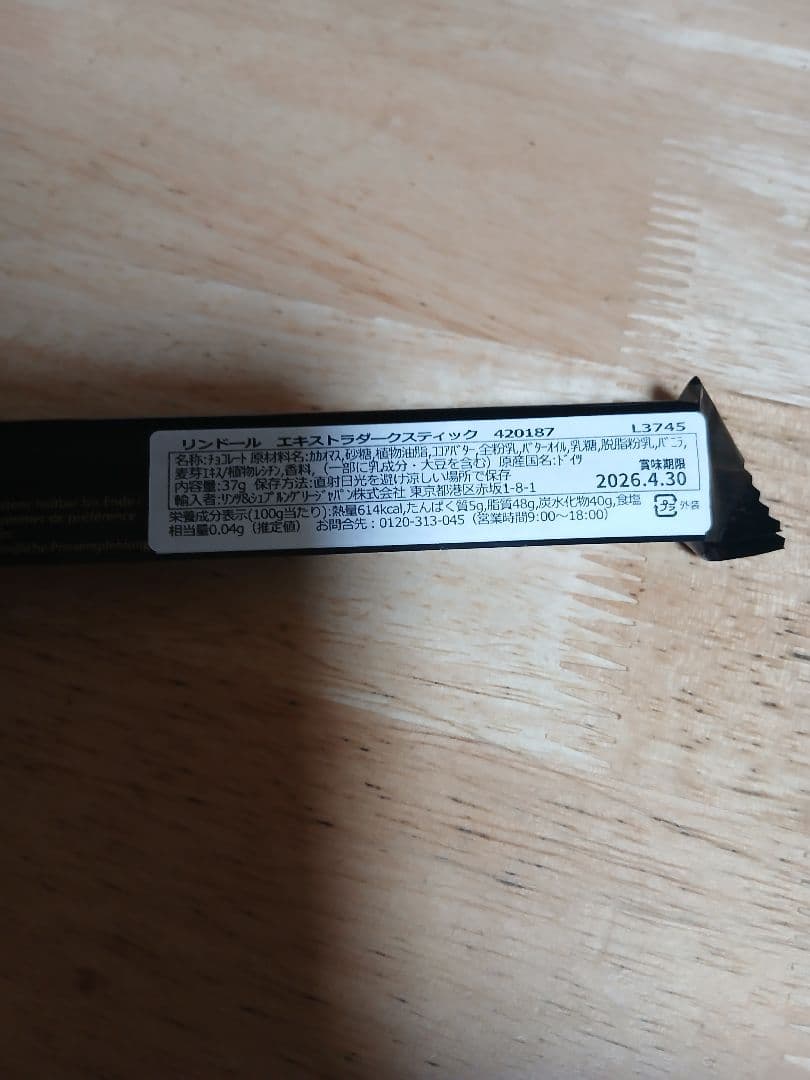 リンドール　エキストラダークスティック　420187　L3745
名称:チョコレート 原材料名:カカオマス,砂糖,植物油脂,ココアバター,全粉乳,バターオイル,乳糖,脱脂粉乳,バニラ,
麦芽エキス/植物レシチン,香料,（一部に乳成分・大豆を含む）原産国名:ドイツ
賞味期限
内容量:37g 保存方法:直射日光を避け涼しい場所で保存
2026.4.30
輸入者:リンツ&シュプルングリージャパン株式会社 東京都港区赤坂1-8-1
栄養成分表示(100g当たり):熱量614kcal,たんぱく質5g,脂質48g,炭水化物40g,食塩
相当量0.04g（推定値）　お問合先：0120-313-045（営業時間9:00～18:00）
プラ 外装